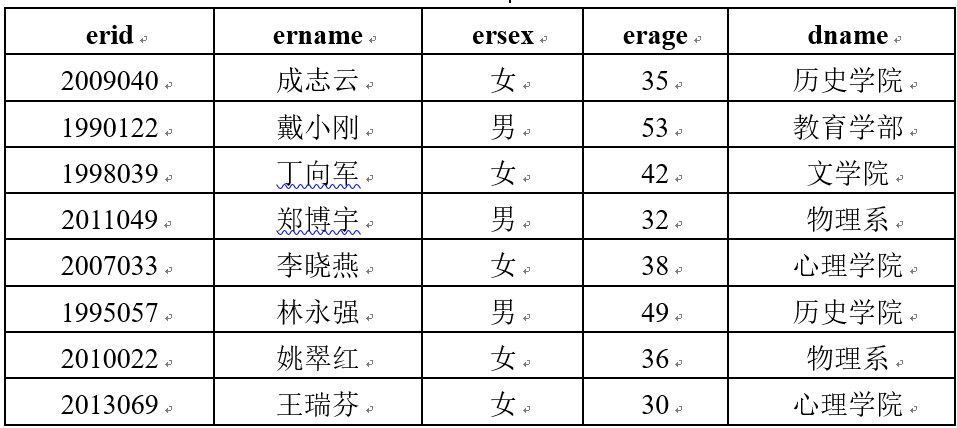 erid ername ersex erage dname
2009040 成志云 女 35 历史学院
1990122 戴小刚 男 53 教育学部
1998039 丁向军 女 42 文学院
2011049 郑博宇 男 32 物理系
2007033 李晓燕 女 38 心理学院
1995057 林永强 男 49 历史学院
2010022 姚翠红 女 36 物理系
2013069 王瑞芬 女 30 心理学院